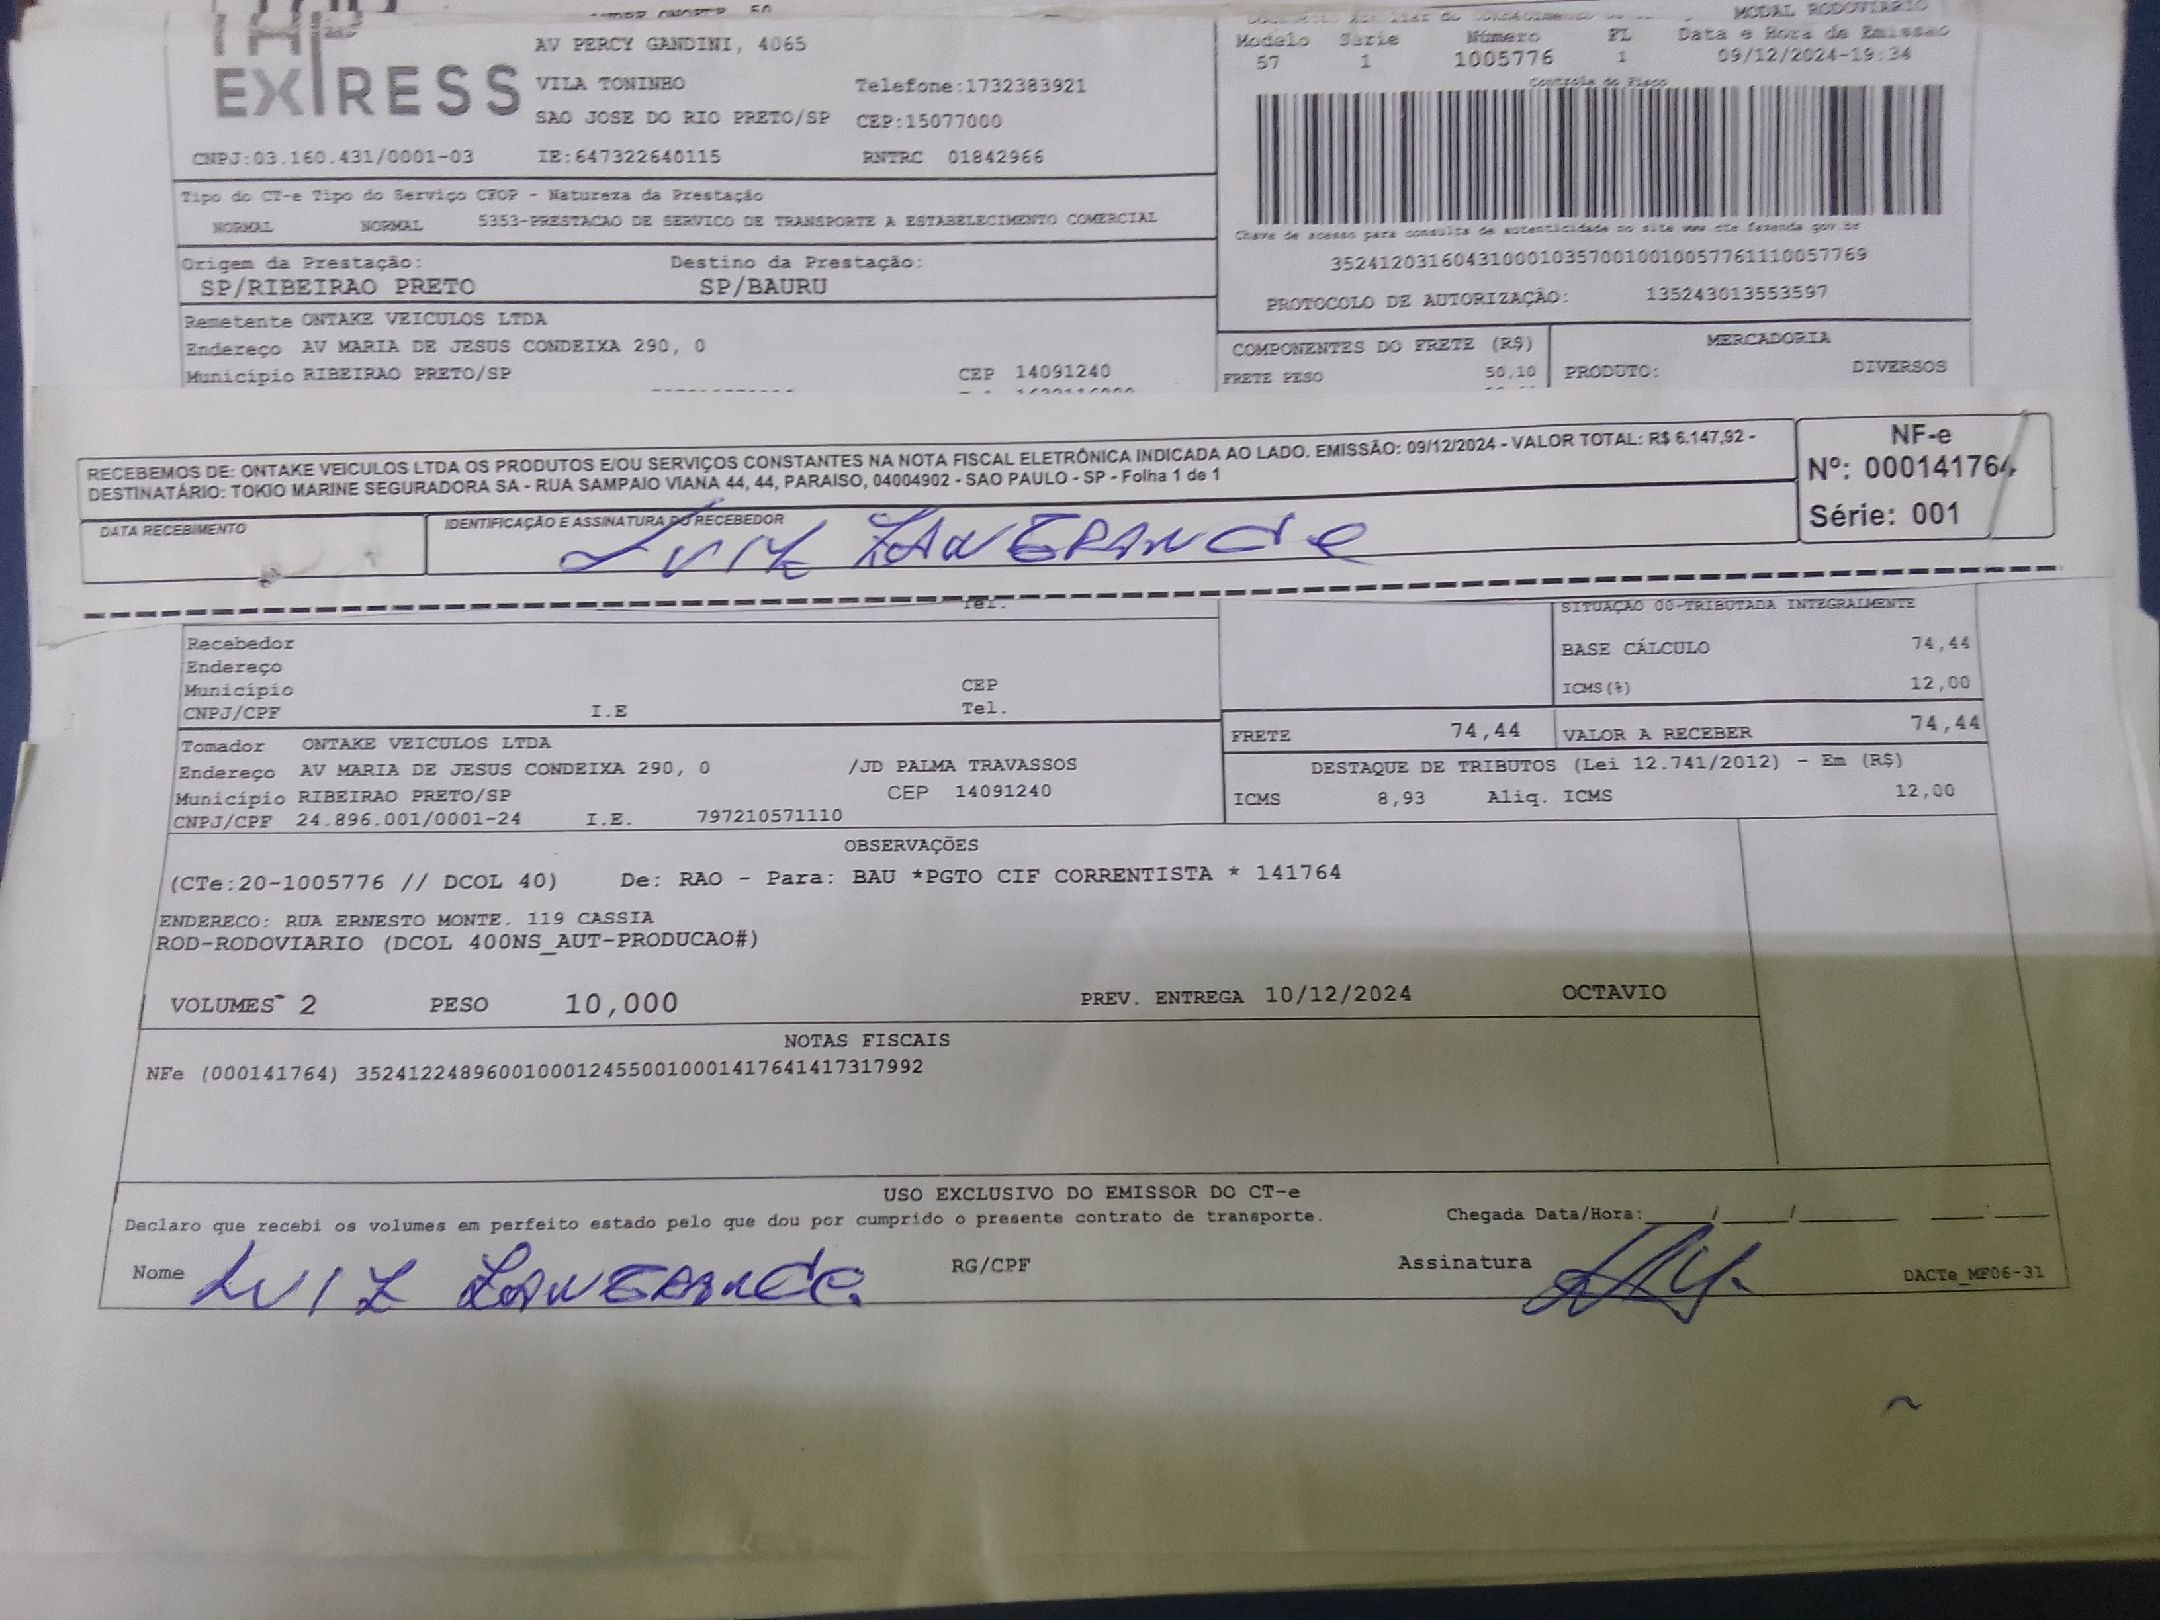 EXPRESS
AV PERCY GANDINI, 4065
VILA TONINHO Telefone:1732383921
SAO JOSE DO RIO PRETO/SP CEP:15077000
CNPJ:03.160.431/0001-03 IE:647322640115 RNTRC 01842966
MODAL RODOVIARIO
Modelo Serie Número FL Data e Hora de Emissao
57 1 1005776 1 09/12/2024-19:34
Controle do Fisco
Chave de acesso para consulta de autenticidade no site www.cte.fazenda.gov.br
35241203160431000103570010010057761110057769
PROTOCOLO DE AUTORIZAÇÃO: 135243013553597
Tipo do CT-e Tipo do Serviço CFOP - Natureza da Prestação
NORMAL NORMAL 5353-PRESTACAO DE SERVICO DE TRANSPORTE A ESTABELECIMENTO COMERCIAL
Origem da Prestação: Destino da Prestação:
SP/RIBEIRAO PRETO SP/BAURU
Remetente ONTAKE VEICULOS LTDA
Endereço AV MARIA DE JESUS CONDEIXA 290, 0
Município RIBEIRAO PRETO/SP CEP 14091240
COMPONENTES DO FRETE (R$) MERCADORIA
FRETE PESO 50,10 PRODUTO: DIVERSOS
RECEBEMOS DE: ONTAKE VEICULOS LTDA OS PRODUTOS E/OU SERVIÇOS CONSTANTES NA NOTA FISCAL ELETRÔNICA INDICADA AO LADO. EMISSÃO: 09/12/2024 - VALOR TOTAL: R$ 6.147,92 -
DESTINATÁRIO: TOKIO MARINE SEGURADORA SA - RUA SAMPAIO VIANA 44, 44, PARAISO, 04004902 - SAO PAULO - SP - Folha 1 de 1
NF-e
Nº: 000141764
Série: 001
DATA RECEBIMENTO IDENTIFICAÇÃO E ASSINATURA DO RECEBEDOR
LUIZ ZANGRANDE
Tel.
SITUAÇÃO 00-TRIBUTADA INTEGRALMENTE
Recebedor
Endereço
Município CEP
CNPJ/CPF I.E Tel.
BASE CÁLCULO 74,44
ICMS(%) 12,00
FRETE 74,44 VALOR A RECEBER 74,44
Tomador ONTAKE VEICULOS LTDA
Endereço AV MARIA DE JESUS CONDEIXA 290, 0 /JD PALMA TRAVASSOS
Município RIBEIRAO PRETO/SP CEP 14091240
CNPJ/CPF 24.896.001/0001-24 I.E. 797210571110
DESTAQUE DE TRIBUTOS (Lei 12.741/2012) - Em (R$)
ICMS 8,93 Aliq. ICMS 12,00
OBSERVAÇÕES
(CTe:20-1005776 // DCOL 40) De: RAO - Para: BAU *PGTO CIF CORRENTISTA * 141764
ENDERECO: RUA ERNESTO MONTE. 119 CASSIA
ROD-RODOVIARIO (DCOL 400NS_AUT-PRODUCAO#)
VOLUMES 2 PESO 10,000 PREV. ENTREGA 10/12/2024 OCTAVIO
NOTAS FISCAIS
NFe (000141764) 35241224896001000124550010001417641417317992
USO EXCLUSIVO DO EMISSOR DO CT-e
Declaro que recebi os volumes em perfeito estado pelo que dou por cumprido o presente contrato de transporte. Chegada Data/Hora:____/____/______ ___:___
Nome LUIZ ZANGRANDE RG/CPF Assinatura
DACTe_MF06-31